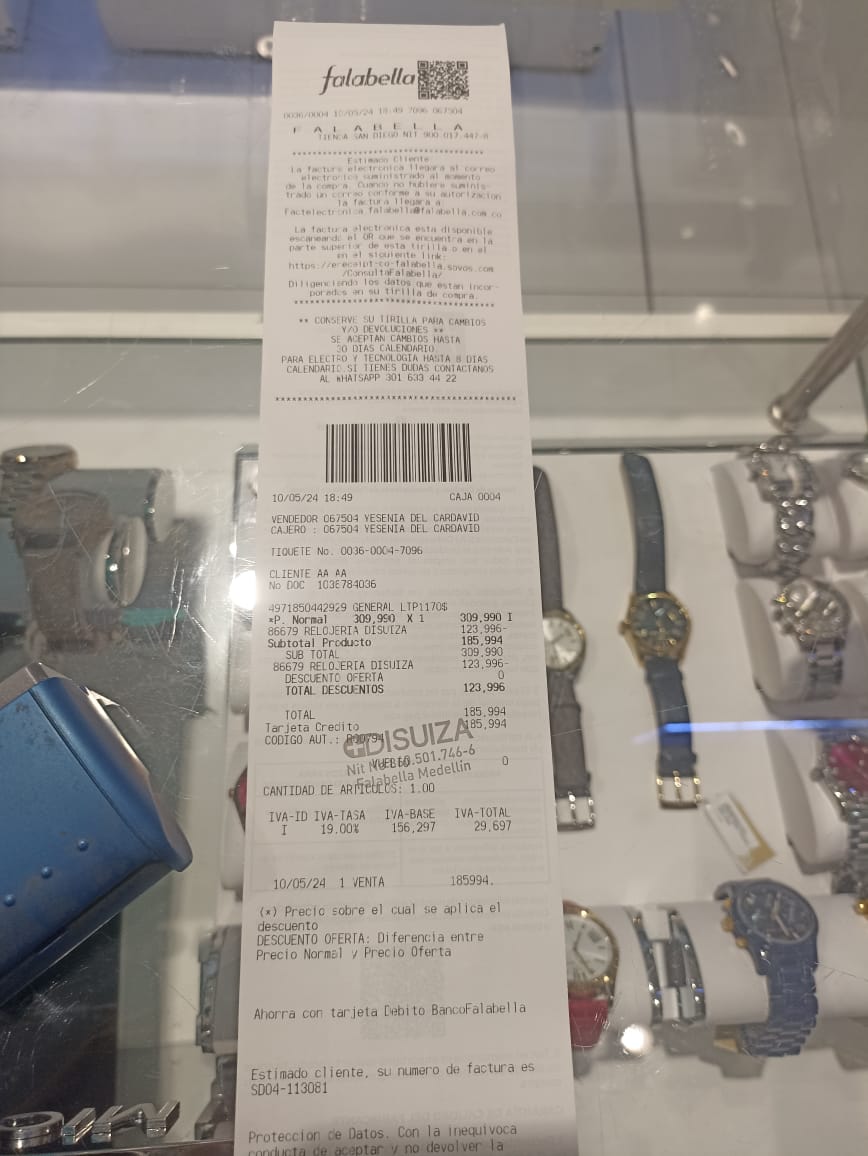 falabella
0036/0004 10/05/24 18:49 7096 067504
F A L A B E L L A
TIENDA SAN DIEGO NIT 900.017.447-8
****************************************
Estimado Cliente
La factura electronica llegara al correo
electronico suministrado al momento
de la compra. Cuando no hubiere suminis-
trado un correo conforme a su autorizacion
la factura llegara a:
Factelectronica_falabella@falabella.com.co
La factura electronica esta disponible
escaneando el QR que se encuentra en la
parte superior de esta tirilla o en el
en el siguiente link:
https://ereceipt-co-falabella.sovos.com
/ConsultaFalabella/
Diligenciando los datos que estan incor-
porados en su tirilla de compra.
****************************************
** CONSERVE SU TIRILLA PARA CAMBIOS
Y/O DEVOLUCIONES **
SE ACEPTAN CAMBIOS HASTA
30 DIAS CALENDARIO
PARA ELECTRO Y TECNOLOGIA HASTA 8 DIAS
CALENDARIO.SI TIENES DUDAS CONTACTANOS
AL WHATSAPP 301 633 44 22
****************************************
10/05/24 18:49 CAJA 0004
VENDEDOR 067504 YESENIA DEL CARDAVID
CAJERO : 067504 YESENIA DEL CARDAVID
TIQUETE No. 0036-0004-7096
CLIENTE AA AA
No DOC 1036784036
4971850442929 GENERAL LTP1170$
*P. Normal 309,990 X 1 309,990 I
86679 RELOJERIA DISUIZA 123,996-
Subtotal Producto 185,994
SUB TOTAL 309,990
86679 RELOJERIA DISUIZA 123,996-
DESCUENTO OFERTA 0
TOTAL DESCUENTOS 123,996
TOTAL 185,994
Tarjeta Credito 185,994
CODIGO AUT.:
DISUIZA
VUELTO 0
Falabella Medellín
CANTIDAD DE ARTICULOS: 1.00
IVA-ID IVA-TASA IVA-BASE IVA-TOTAL
I 19.00% 156,297 29,697
10/05/24 1 VENTA 185994.
(*) Precio sobre el cual se aplica el
descuento
DESCUENTO OFERTA: Diferencia entre
Precio Normal y Precio Oferta
Ahorra con tarjeta Debito BancoFalabella
Estimado cliente, su numero de factura es
SD04-113081
Proteccion de Datos. Con la inequivoca
conducta de aceptar y no devolver la